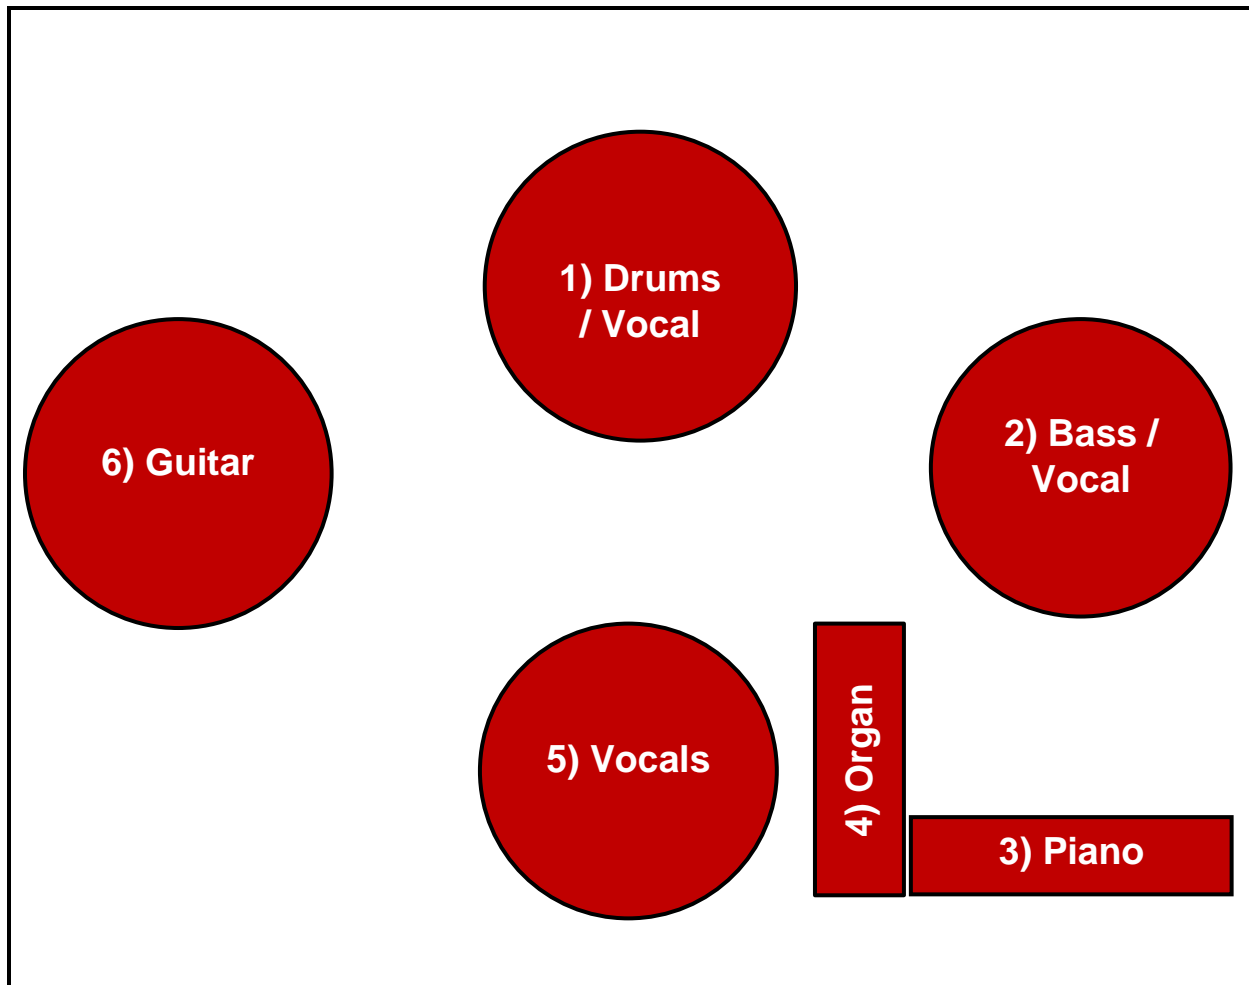 1) Drums
/ Vocal
2) Bass /
Vocal
6) Guitar
5) Vocals
4) Organ
3) Piano